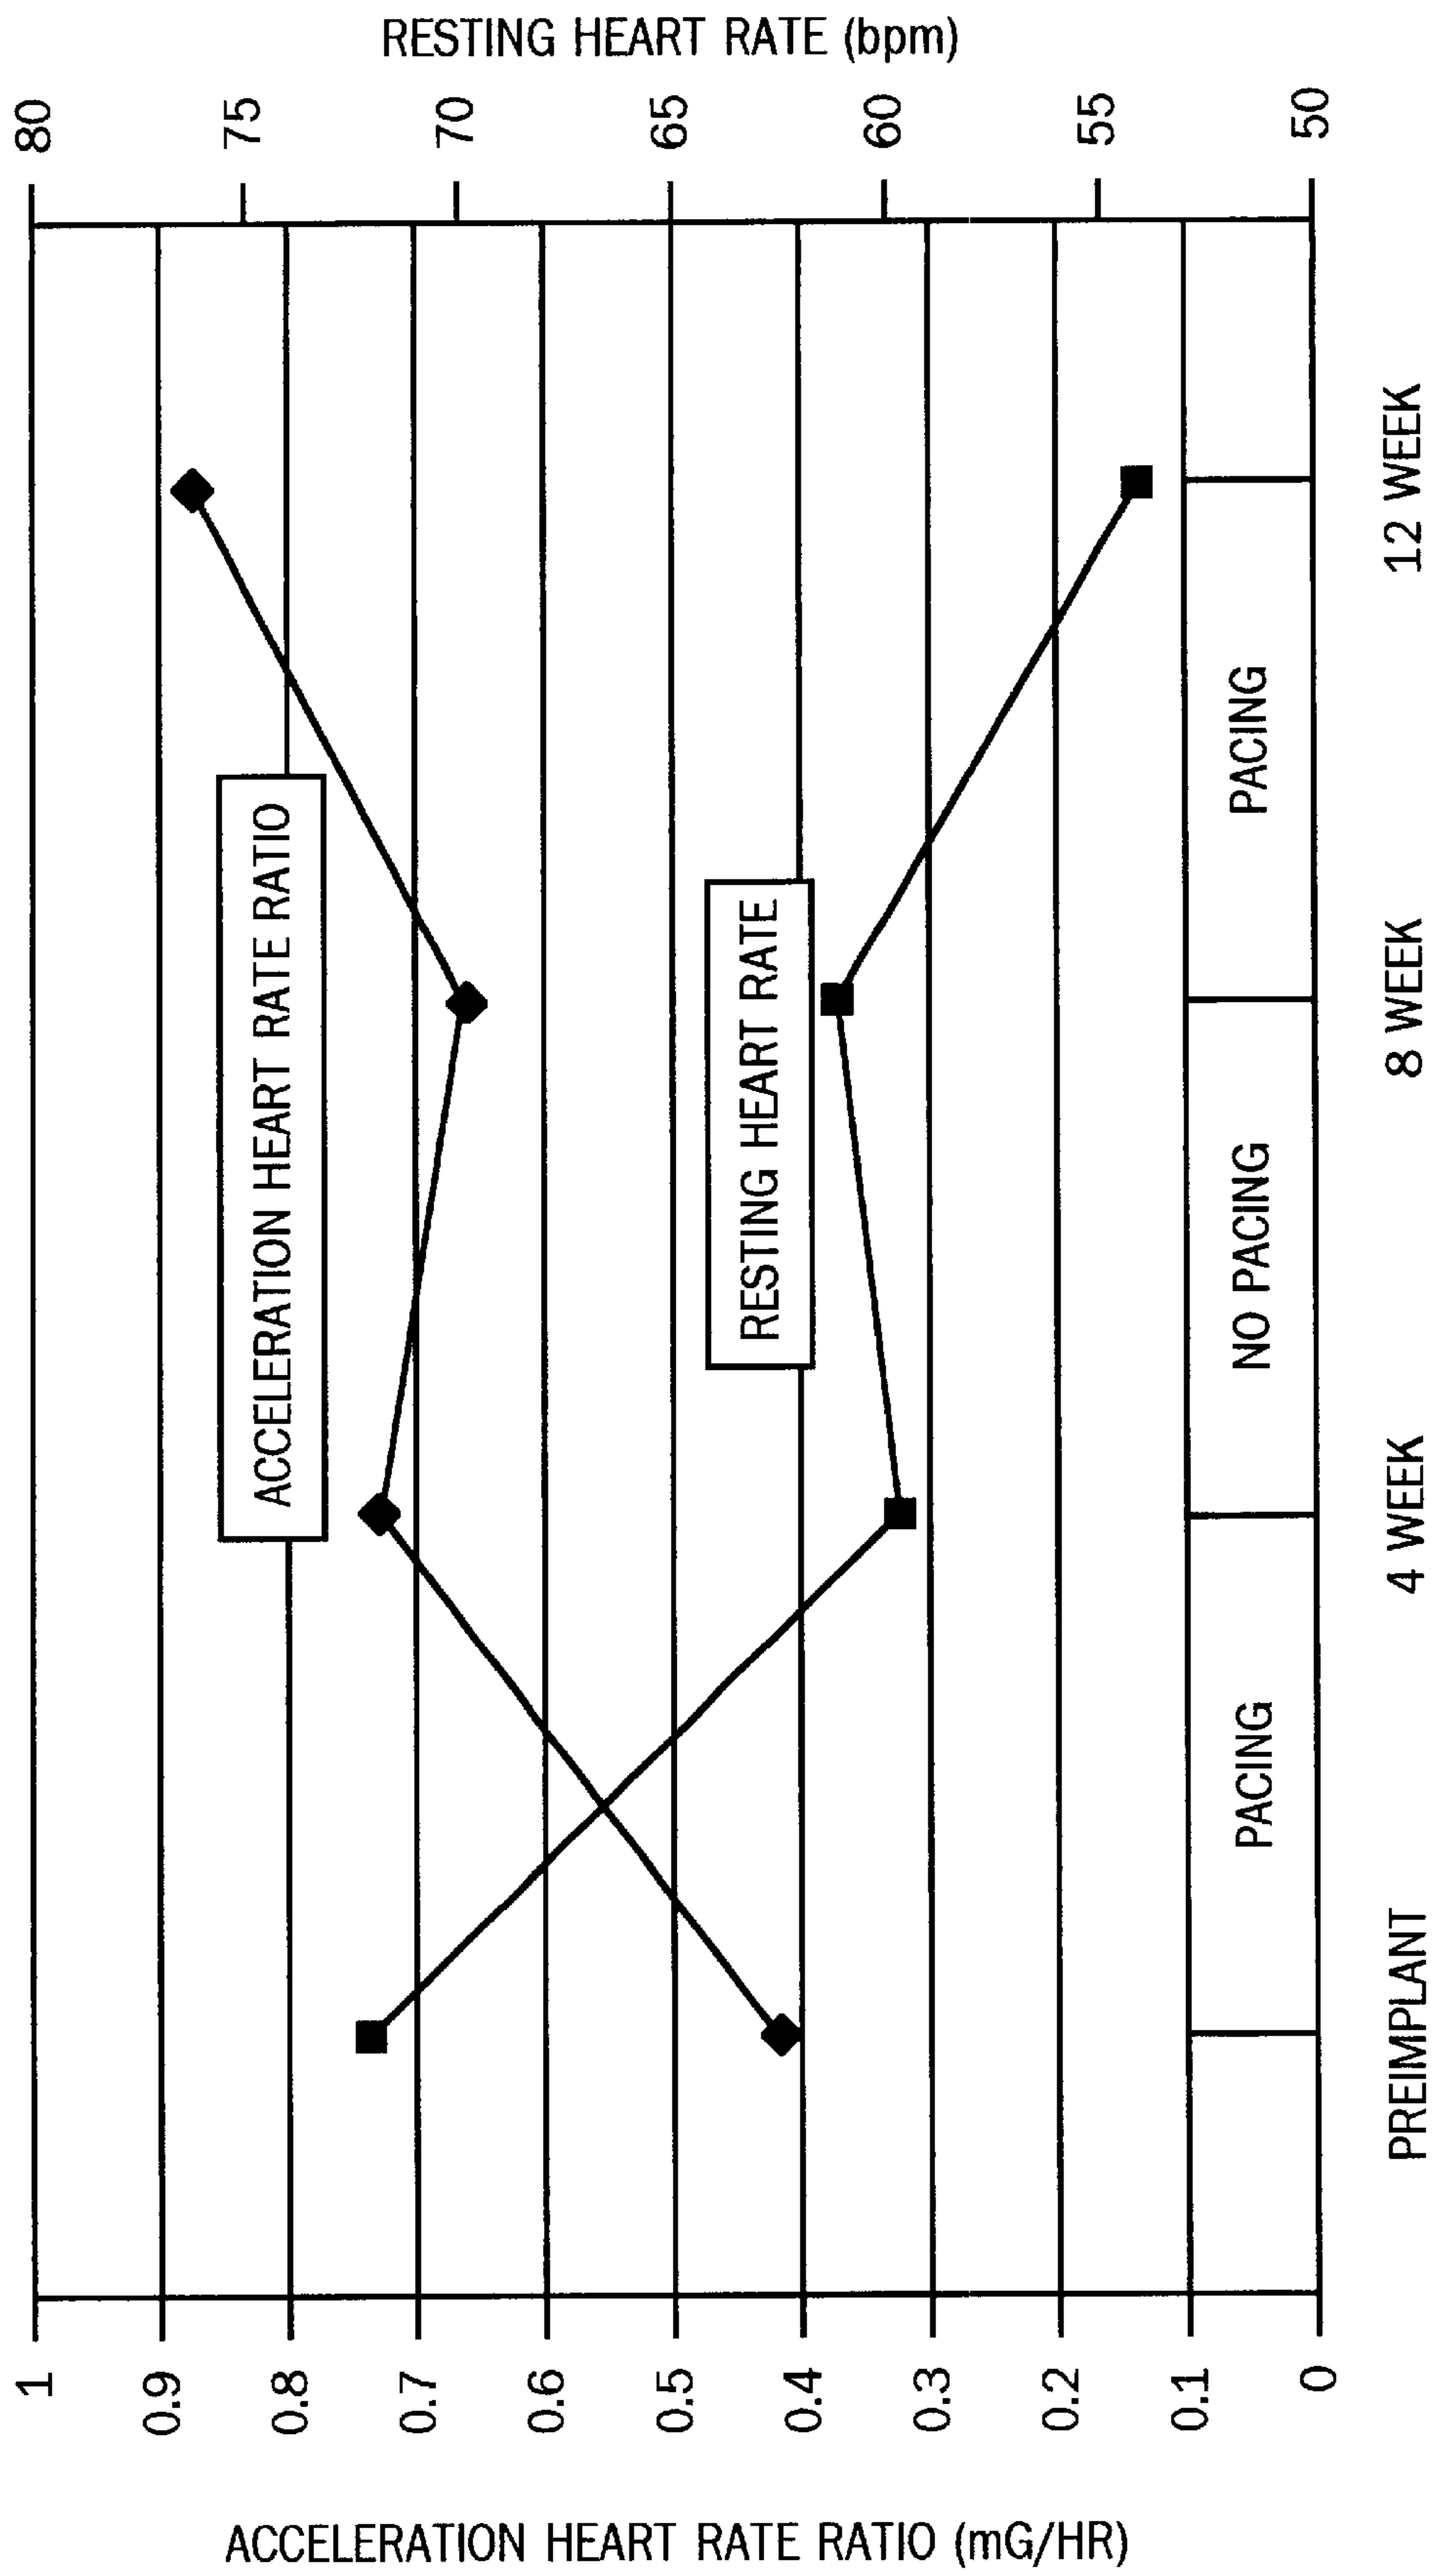 ACCELERATION HEART RATE RATIO (mG/HR)
1
0.9
0.8
0.7
0.6
0.5
0.4
0.3
0.2
0.1
0
ACCELERATION HEART RATE RATIO
RESTING HEART RATE
PACING
NO PACING
PACING
PREIMPLANT
4 WEEK
8 WEEK
12 WEEK
80
75
70
65
60
55
50
RESTING HEART RATE (bpm)